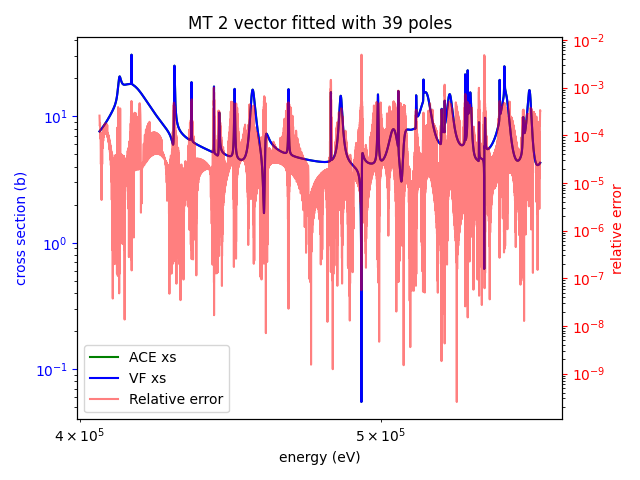 MT 2 vector fitted with 39 poles
10¹
10⁰
10⁻¹
cross section (b)
10⁻²
10⁻³
10⁻⁴
10⁻⁵
10⁻⁶
10⁻⁷
10⁻⁸
10⁻⁹
relative error
ACE xs
VF xs
Relative error
4 × 10⁵
5 × 10⁵
energy (eV)